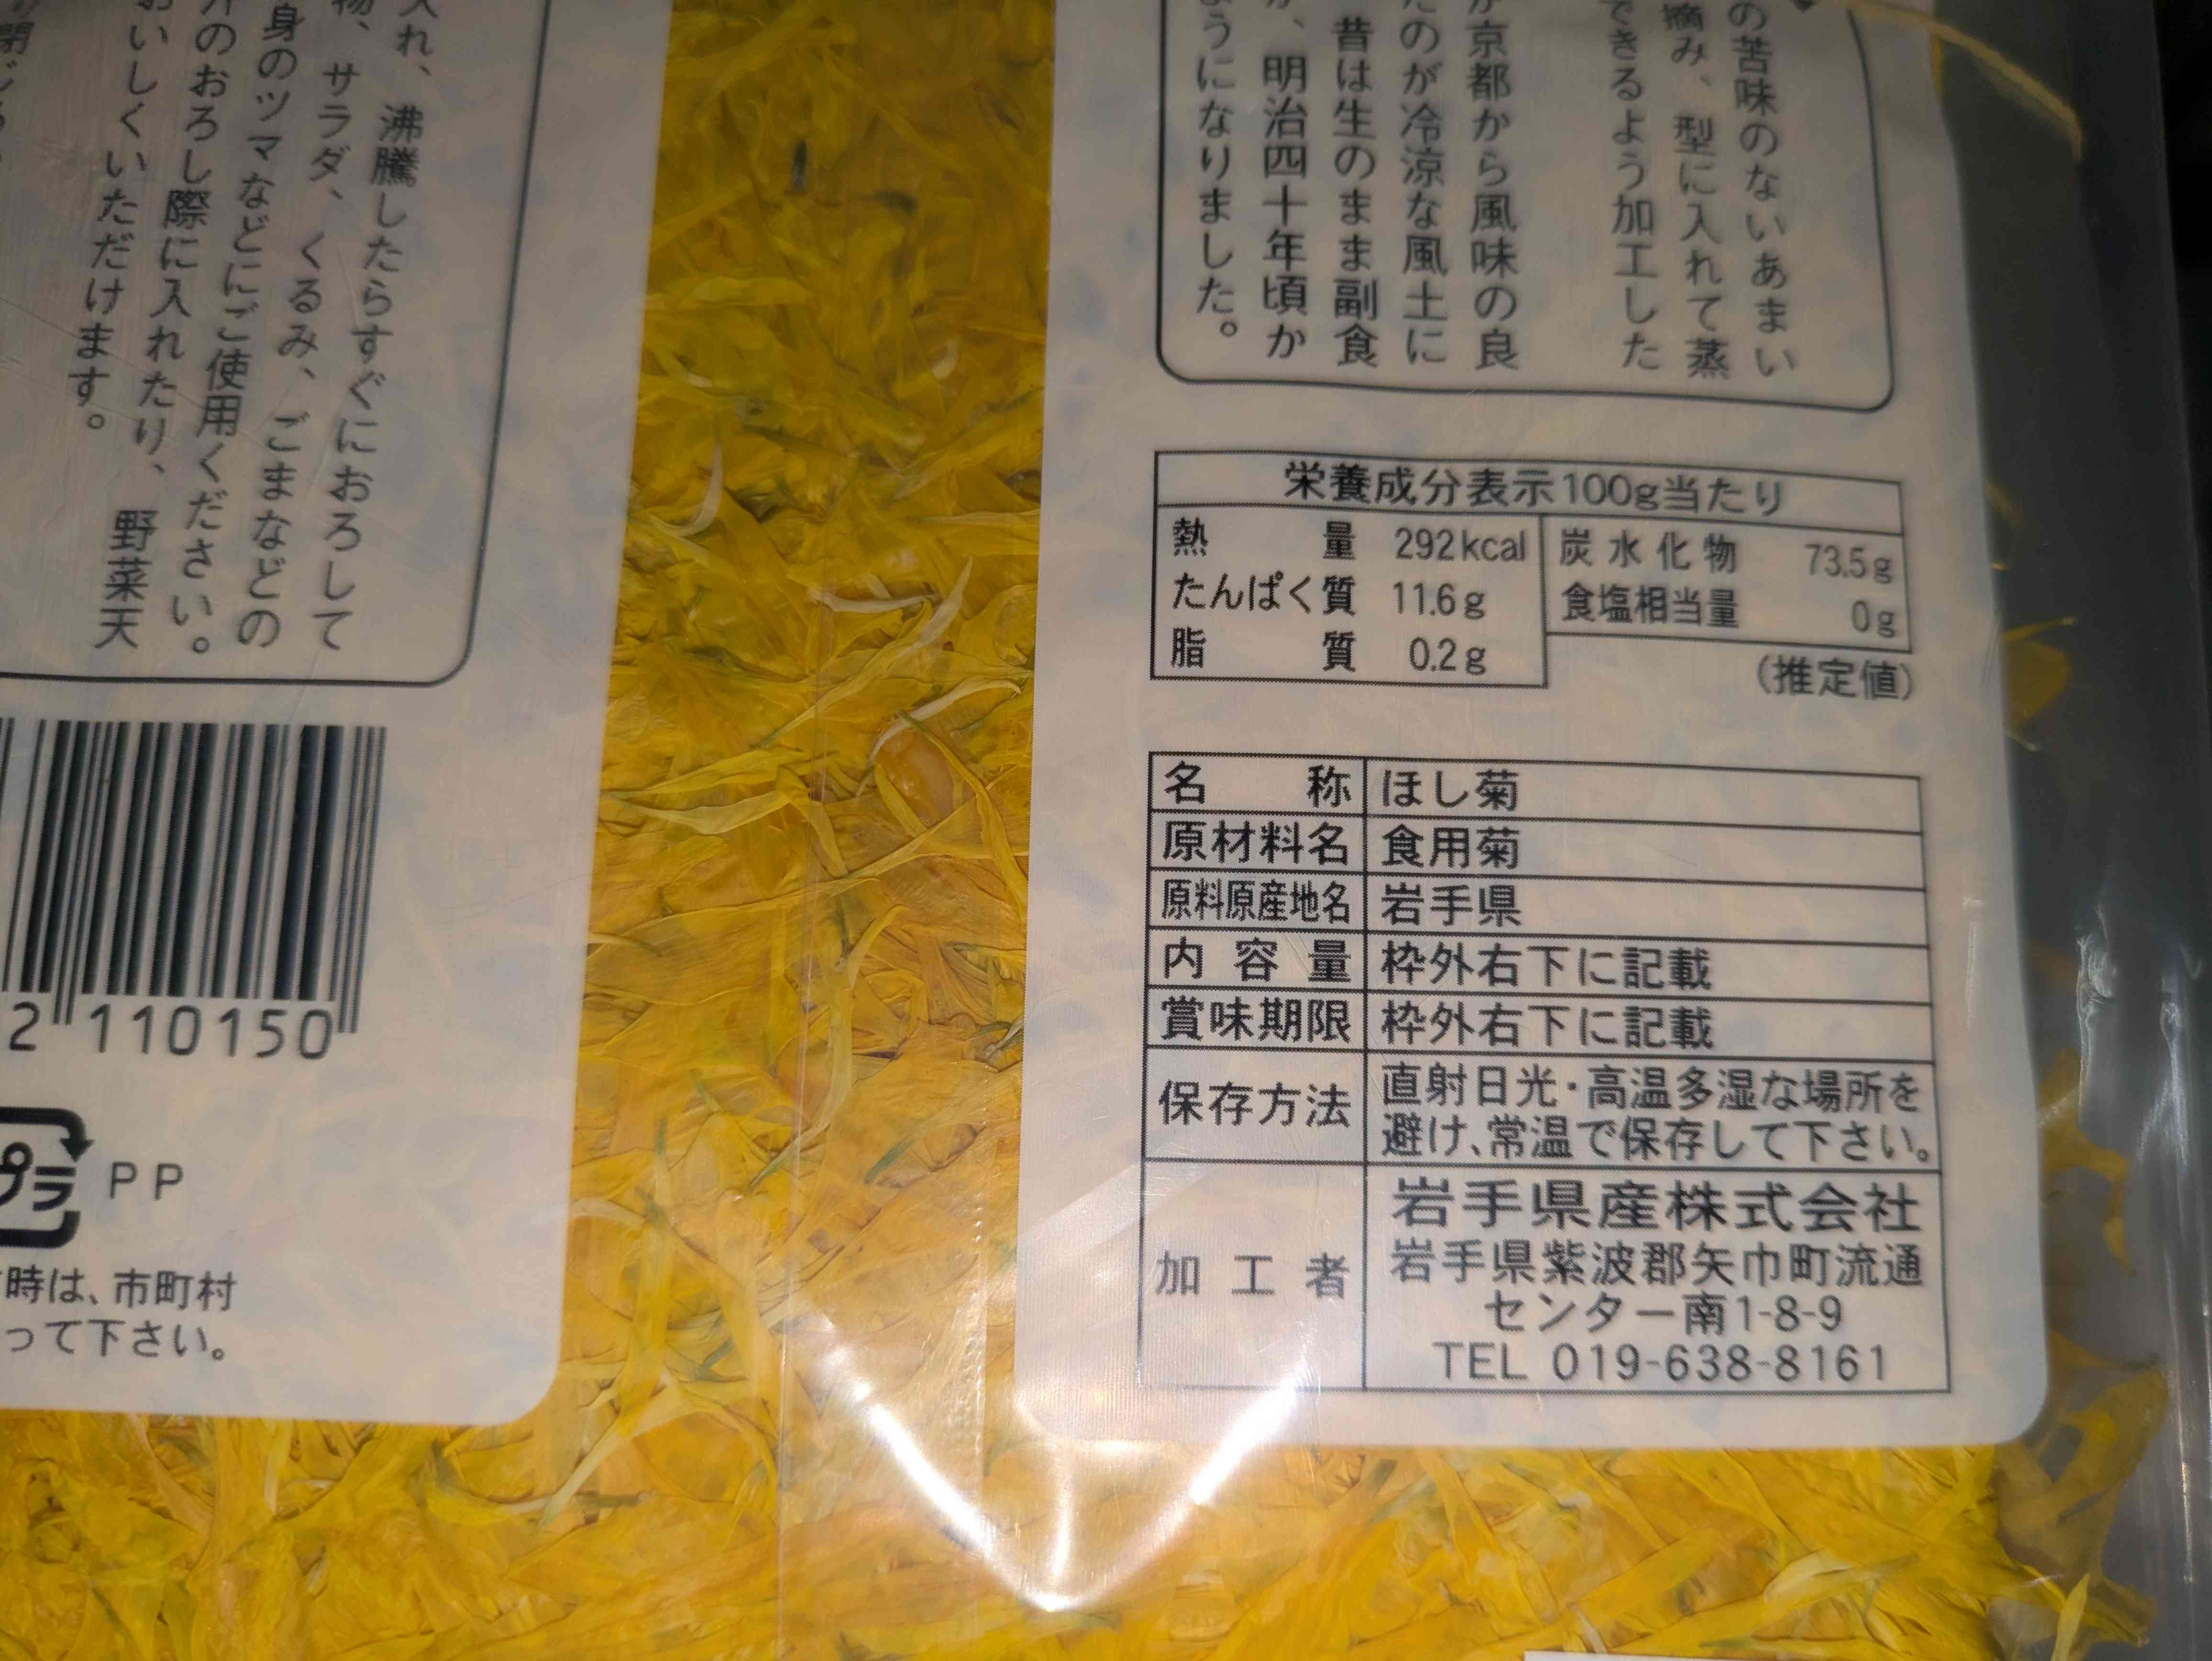 の苦味のないあまい
摘み、型に入れて蒸
できるよう加工した
京都から風味の良
たのが冷涼な風土に
昔は生のまま副食
、明治四十年頃か
ようになりました。
栄養成分表示100g当たり
熱量 292kcal 炭水化物 73.5g
たんぱく質 11.6g 食塩相当量 0g
脂質 0.2g
(推定値)
名称 ほし菊
原材料名 食用菊
原料原産地名 岩手県
内容量 枠外右下に記載
賞味期限 枠外右下に記載
保存方法 直射日光・高温多湿な場所を
避け、常温で保存して下さい。
加工者 岩手県産株式会社
岩手県紫波郡矢巾町流通
センター南1-8-9
TEL 019-638-8161
入れ、沸騰したらすぐにおろして
物、サラダ、くるみ、ごまなどの
身のツマなどにご使用ください。
のおろし際に入れたり、野菜天
おいしくいただけます。
2 110150
プラ PP
時は、市町村
って下さい。